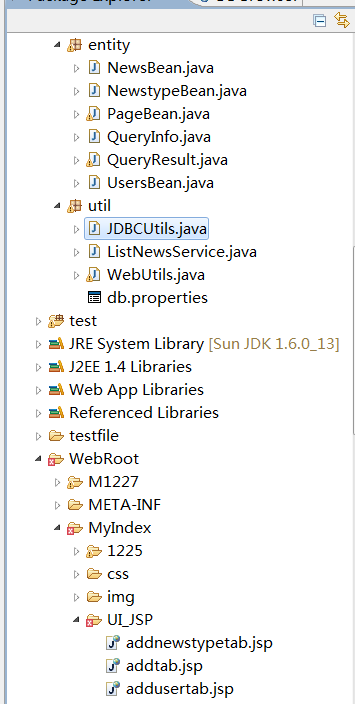 entity
NewsBean.java
NewstypeBean.java
PageBean.java
QueryInfo.java
QueryResult.java
UsersBean.java
util
JDBCUtils.java
ListNewsService.java
WebUtils.java
db.properties
test
JRE System Library [Sun JDK 1.6.0_13]
J2EE 1.4 Libraries
Web App Libraries
Referenced Libraries
testfile
WebRoot
M1227
META-INF
MyIndex
1225
css
img
UI_JSP
addnewstypetab.jsp
addtab.jsp
addusertab.jsp